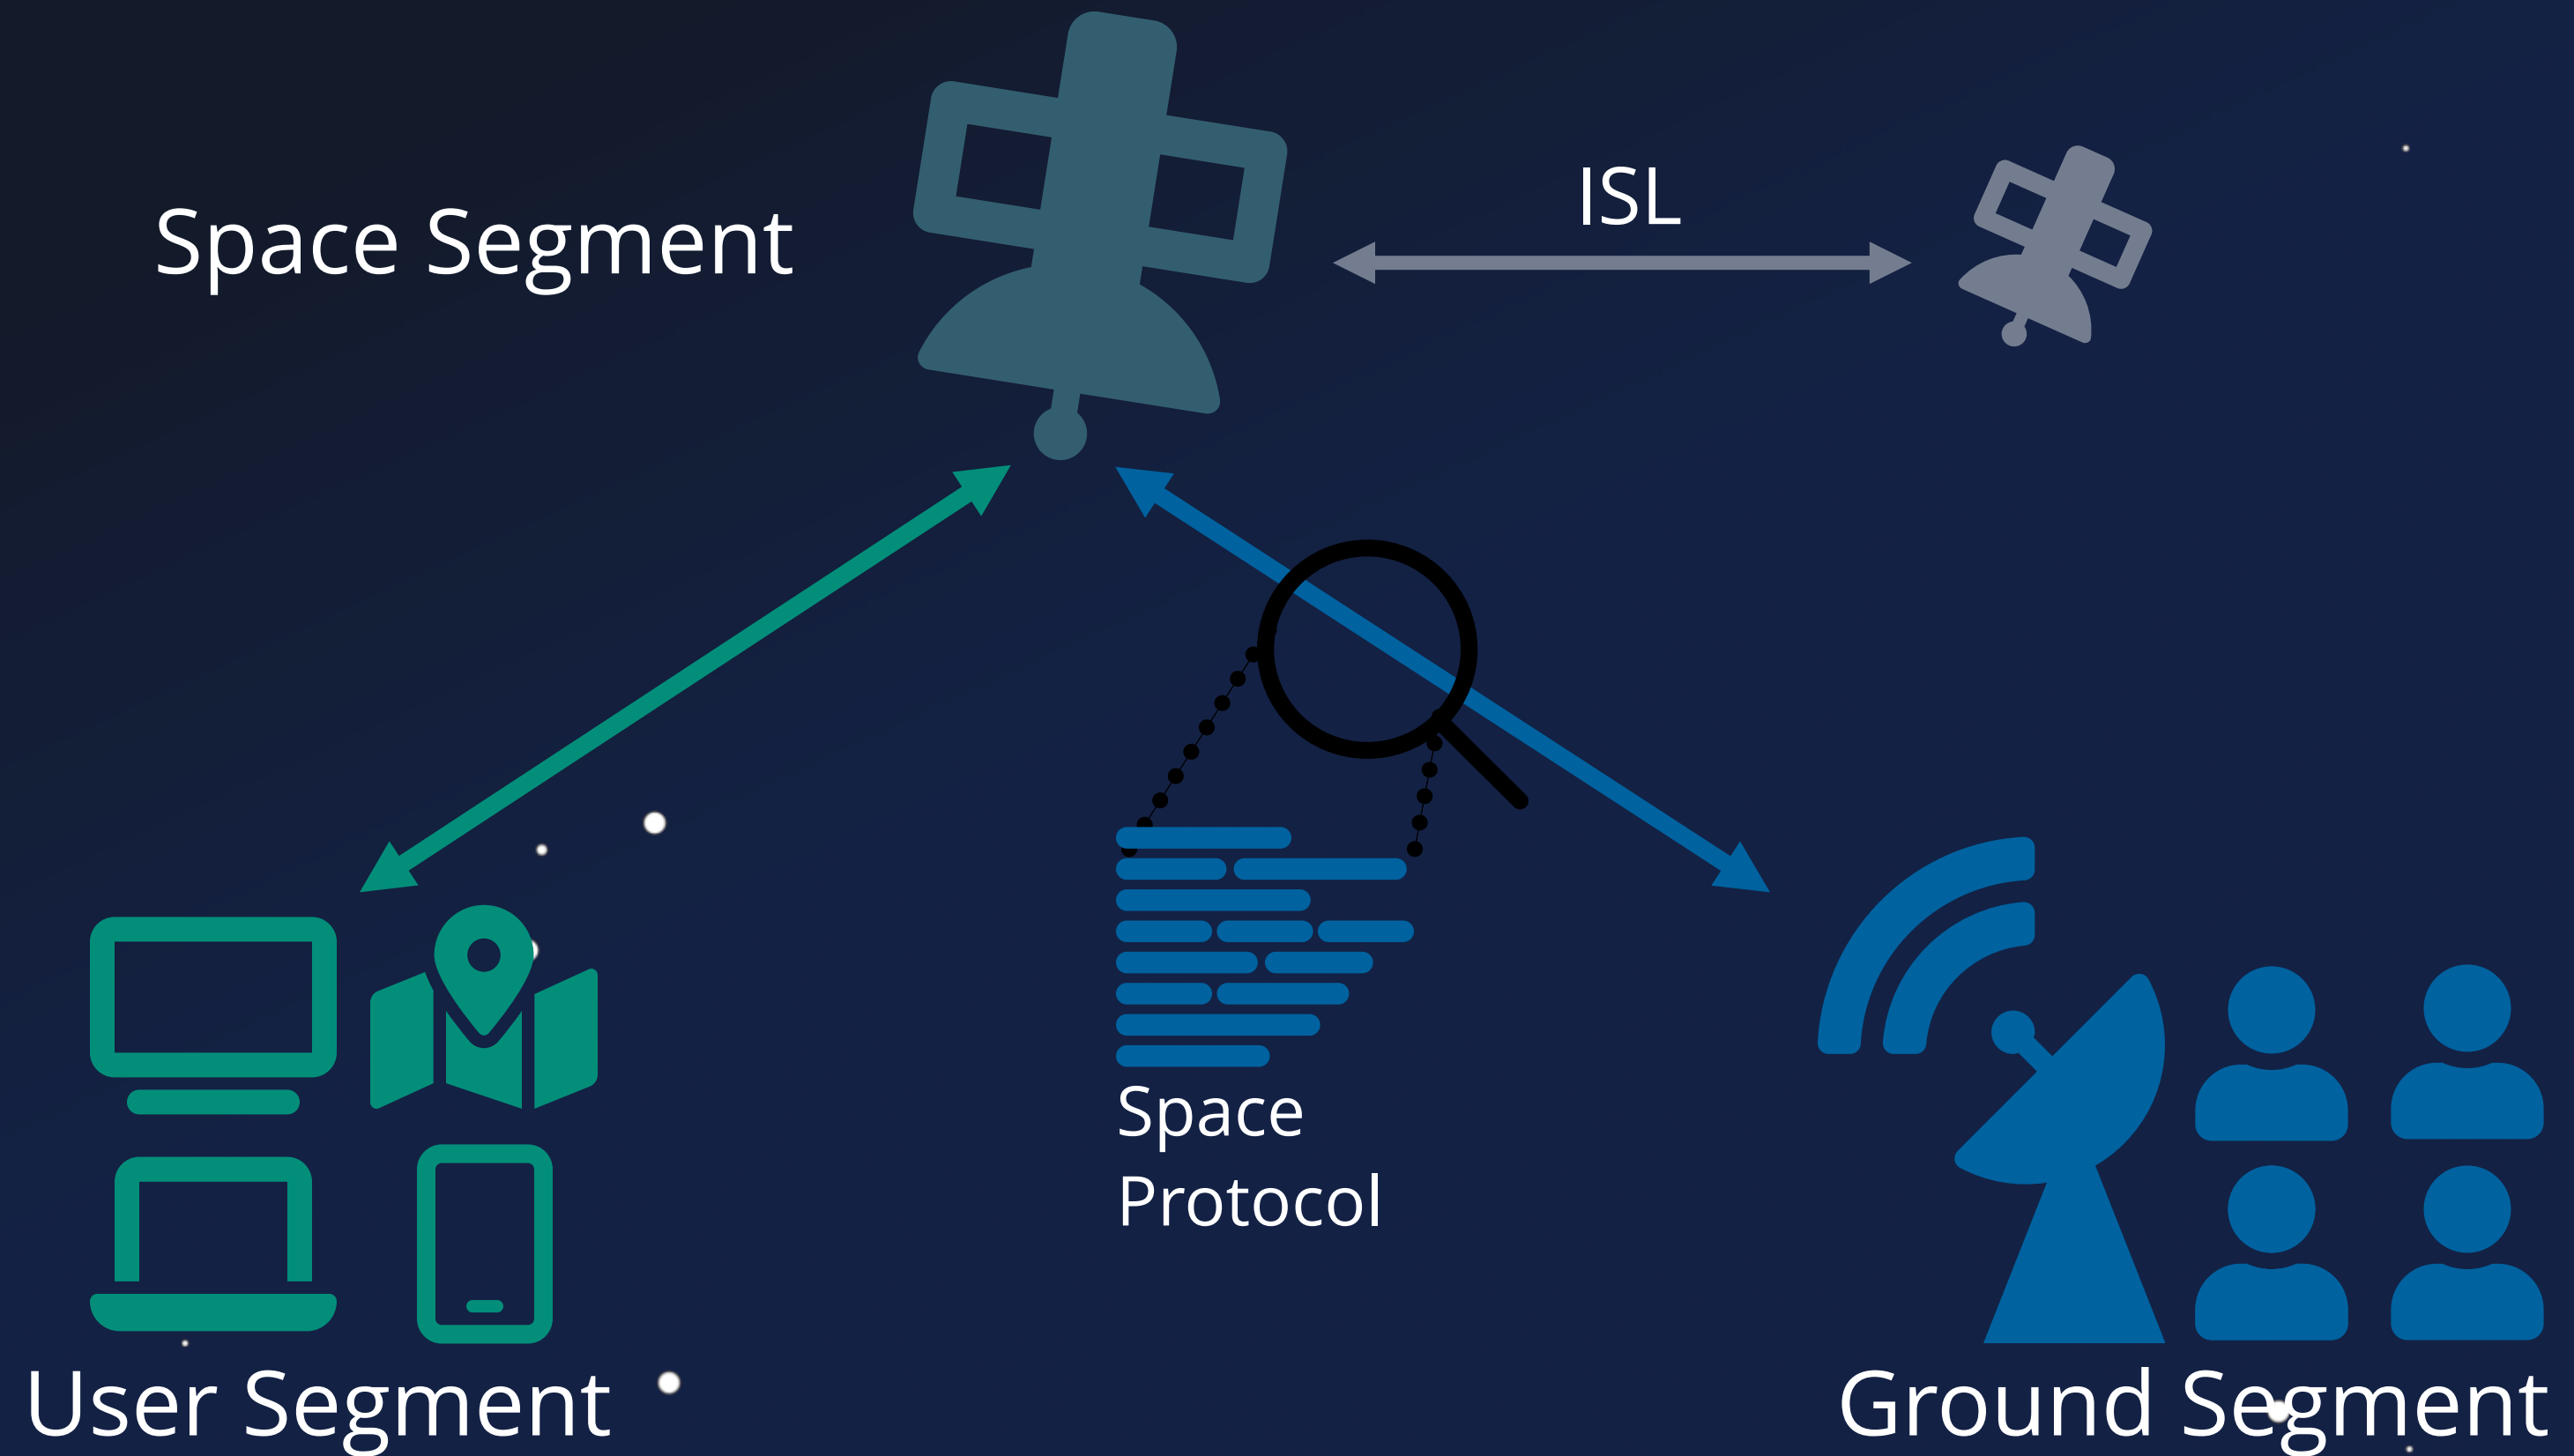 ISL
Space Segment
Space
Protocol
User Segment
Ground Segment